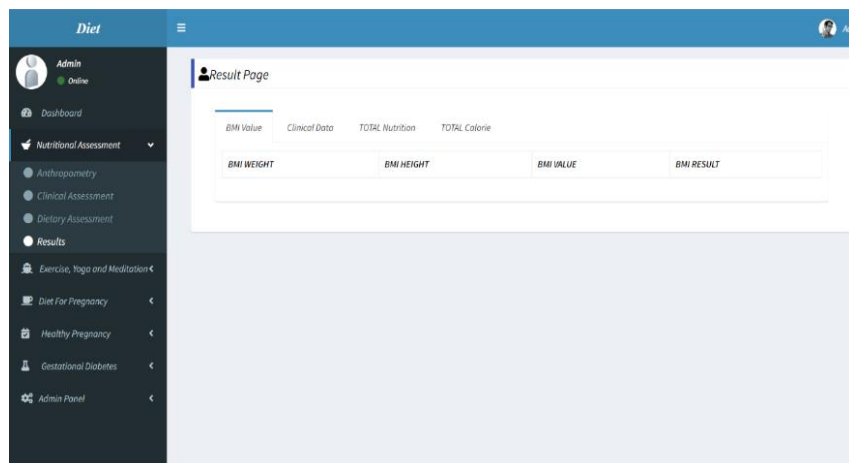 Diet
Admin
Online
Dashboard
Nutritional Assessment
Anthropometry
Clinical Assessment
Dietary Assessment
Results
Exercise, Yoga and Meditation
Diet For Pregnancy
Healthy Pregnancy
Gestational Diabetes
Admin Panel
Result Page
BMI Value Clinical Data TOTAL Nutrition TOTAL Calorie
BMI WEIGHT BMI HEIGHT BMI VALUE BMI RESULT